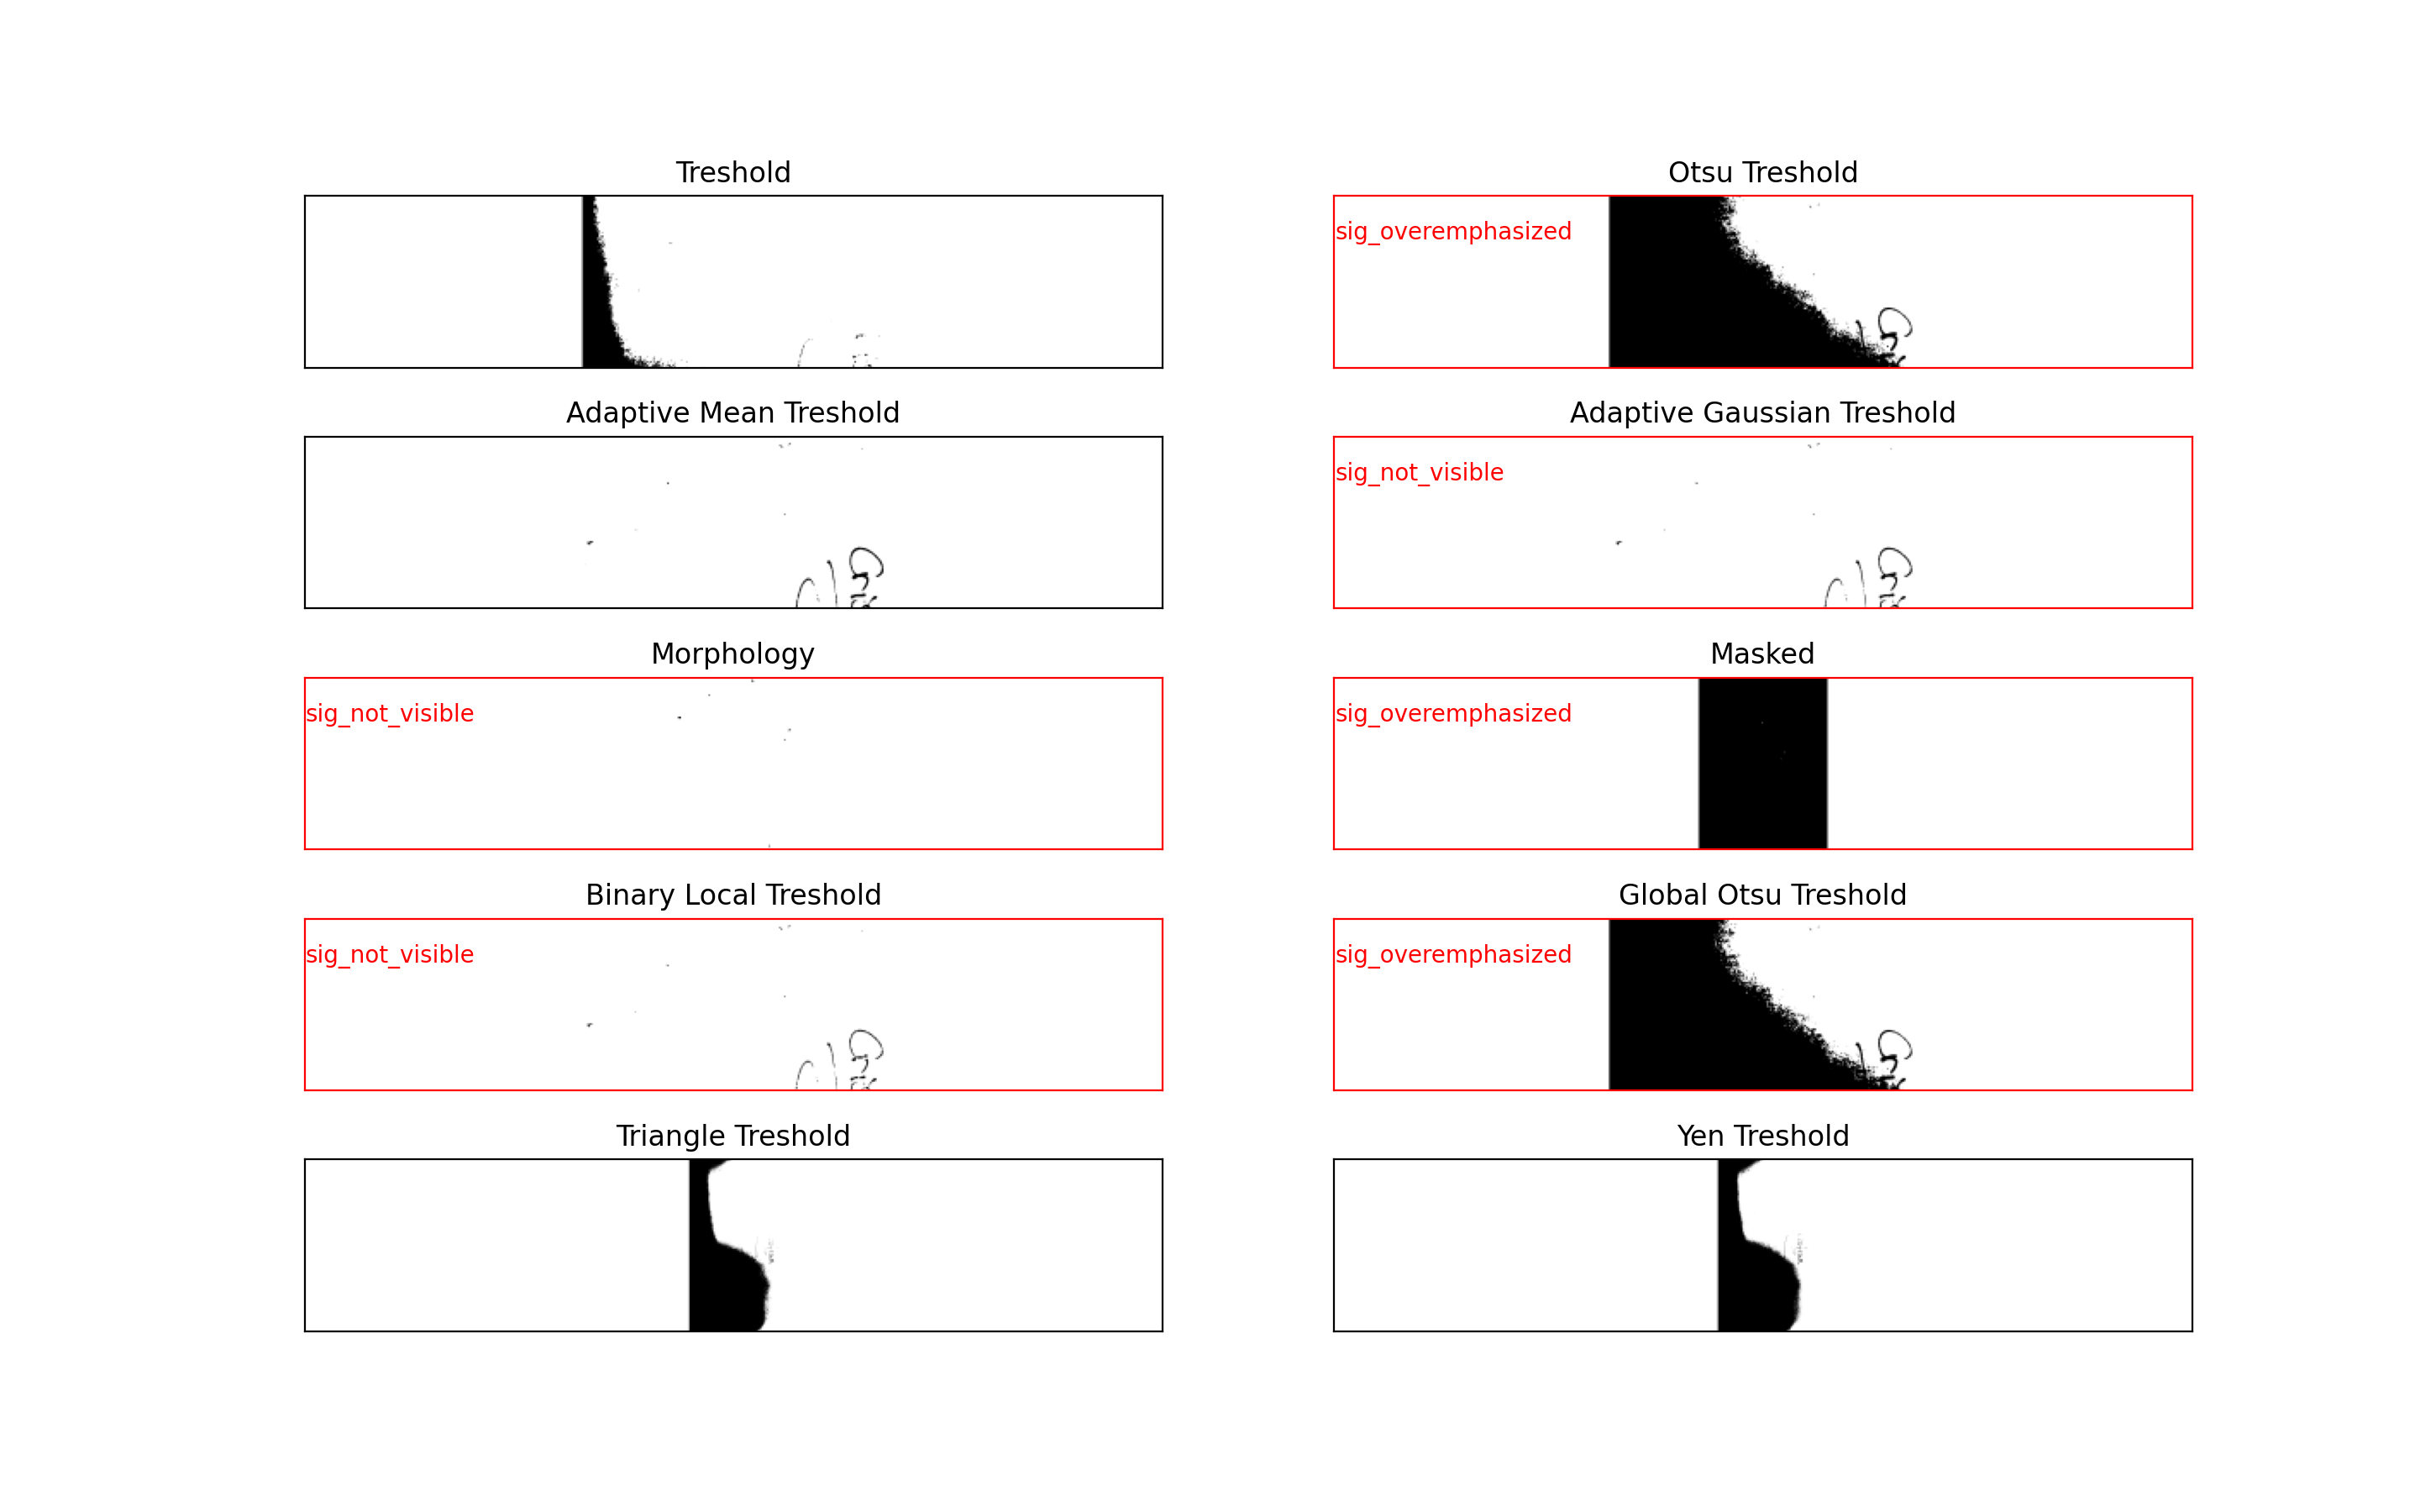 Treshold
Otsu Treshold
sig_overemphasized
Adaptive Mean Treshold
Adaptive Gaussian Treshold
sig_not_visible
Morphology
Masked
sig_not_visible
sig_overemphasized
Binary Local Treshold
Global Otsu Treshold
sig_not_visible
sig_overemphasized
Triangle Treshold
Yen Treshold